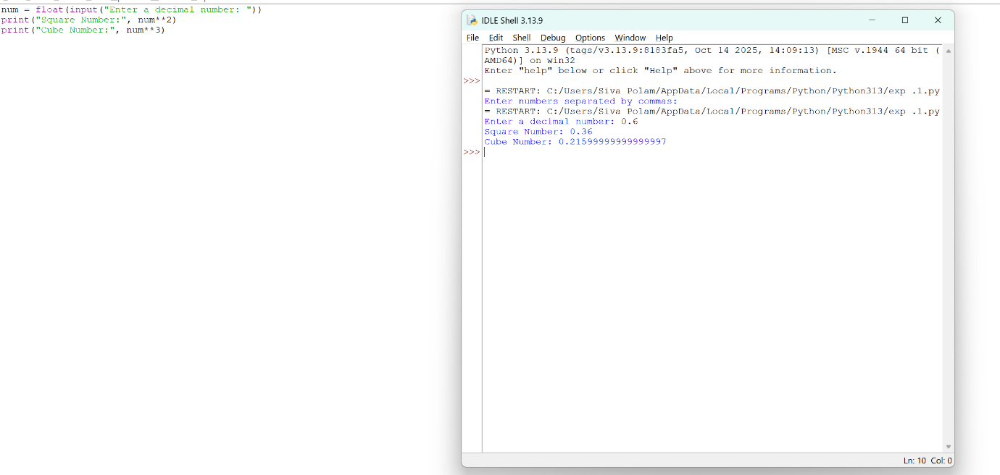 num = float(input("Enter a decimal number: "))
print("Square Number:", num**2)
print("Cube Number:", num**3)
IDLE Shell 3.13.9
File Edit Shell Debug Options Window Help
Python 3.13.9 (tags/v3.13.9:8183fa5, Oct 14 2025, 14:09:13) [MSC v.1944 64 bit (
AMD64)] on win32
Enter "help" below or click "Help" above for more information.
>>>
= RESTART: C:/Users/Siva Polam/AppData/Local/Programs/Python/Python313/exp .1.py
Enter numbers separated by commas:
= RESTART: C:/Users/Siva Polam/AppData/Local/Programs/Python/Python313/exp .1.py
Enter a decimal number: 0.6
Square Number: 0.36
Cube Number: 0.21599999999999997
>>>
Ln: 10 Col: 0